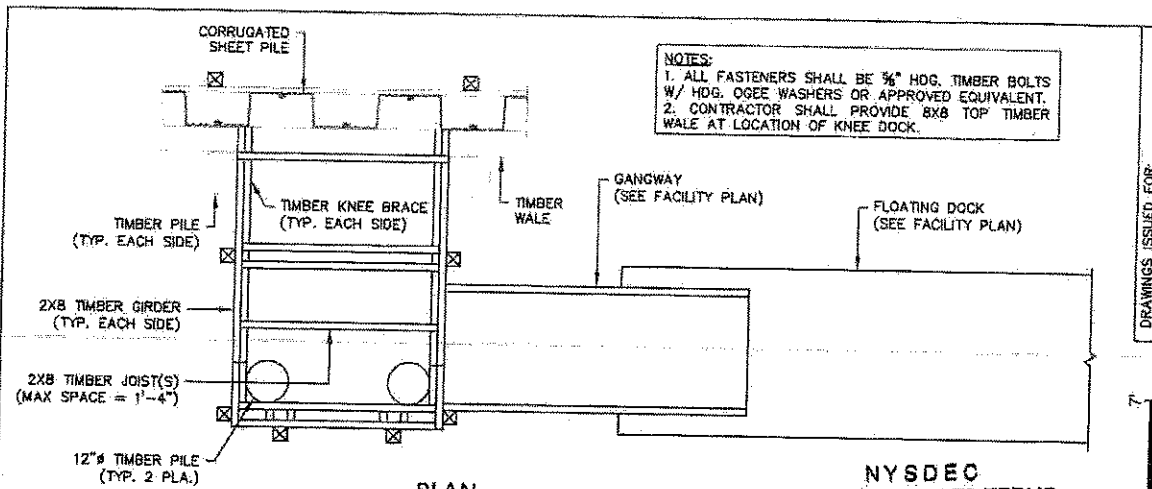 CORRUGATED
SHEET PILE
NOTES:
1. ALL FASTENERS SHALL BE ⅝" HDG. TIMBER BOLTS
W/ HDG. OGEE WASHERS OR APPROVED EQUIVALENT.
2. CONTRACTOR SHALL PROVIDE 8X8 TOP TIMBER
WALE AT LOCATION OF KNEE DOCK.
GANGWAY
(SEE FACILITY PLAN)
FLOATING DOCK
(SEE FACILITY PLAN)
TIMBER KNEE BRACE
(TYP. EACH SIDE)
TIMBER
WALE
TIMBER PILE
(TYP. EACH SIDE)
2X8 TIMBER GIRDER
(TYP. EACH SIDE)
2X8 TIMBER JOIST(S)
(MAX SPACE = 1'-4")
12"ø TIMBER PILE
(TYP. 2 PLA.)
PLAN
NYSDEC
DRAWINGS ISSUED FOR: